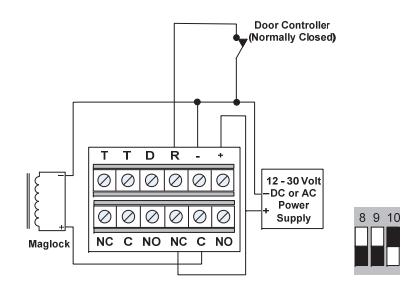 Door Controller
(Normally Closed)
T T D R - +
12 - 30 Volt
DC or AC
Power
Supply
- +
- +
Maglock
NC C NO NC C NO
8 9 10